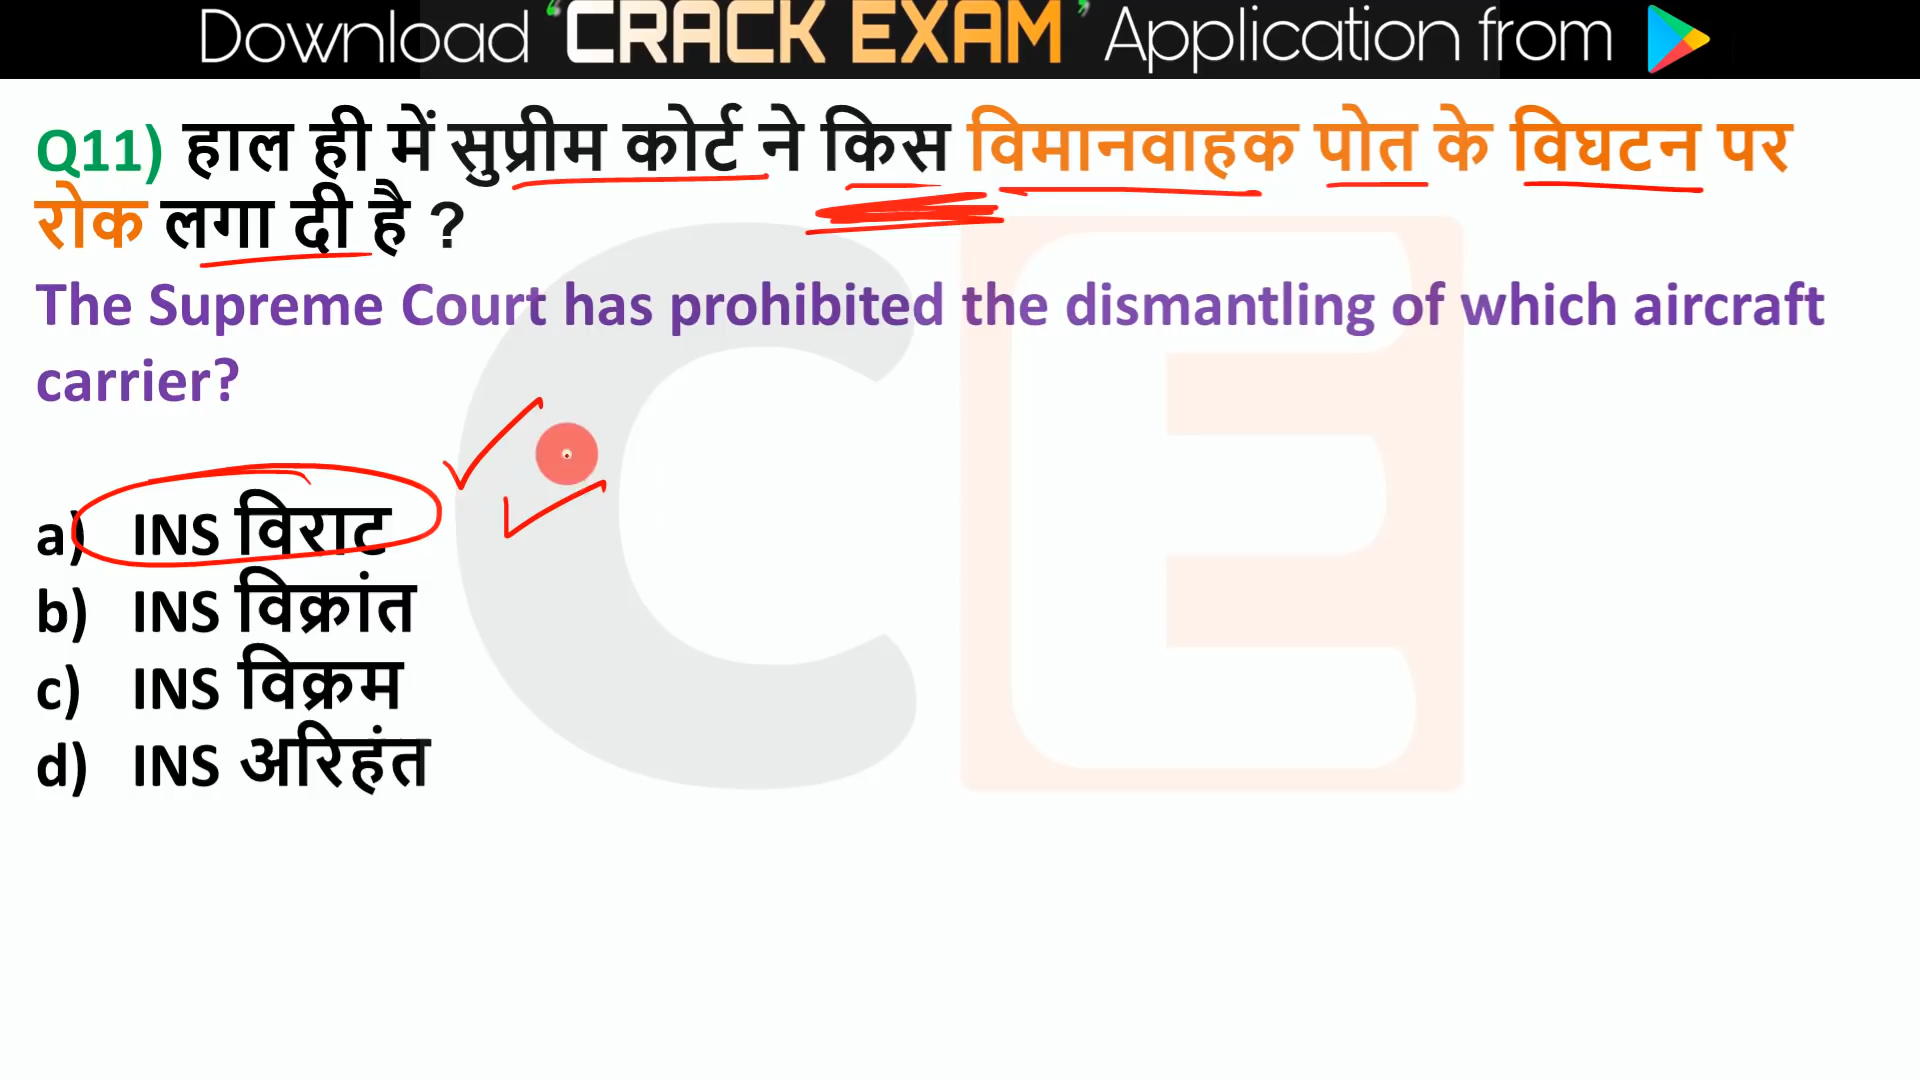 Download ‘CRACK EXAM’ Application from
Q11) हाल ही में सुप्रीम कोर्ट ने किस विमानवाहक पोत के विघटन पर
रोक लगा दी है ?
The Supreme Court has prohibited the dismantling of which aircraft
carrier?
a) INS विराट
b) INS विक्रांत
c) INS विक्रम
d) INS अरिहंत
CE